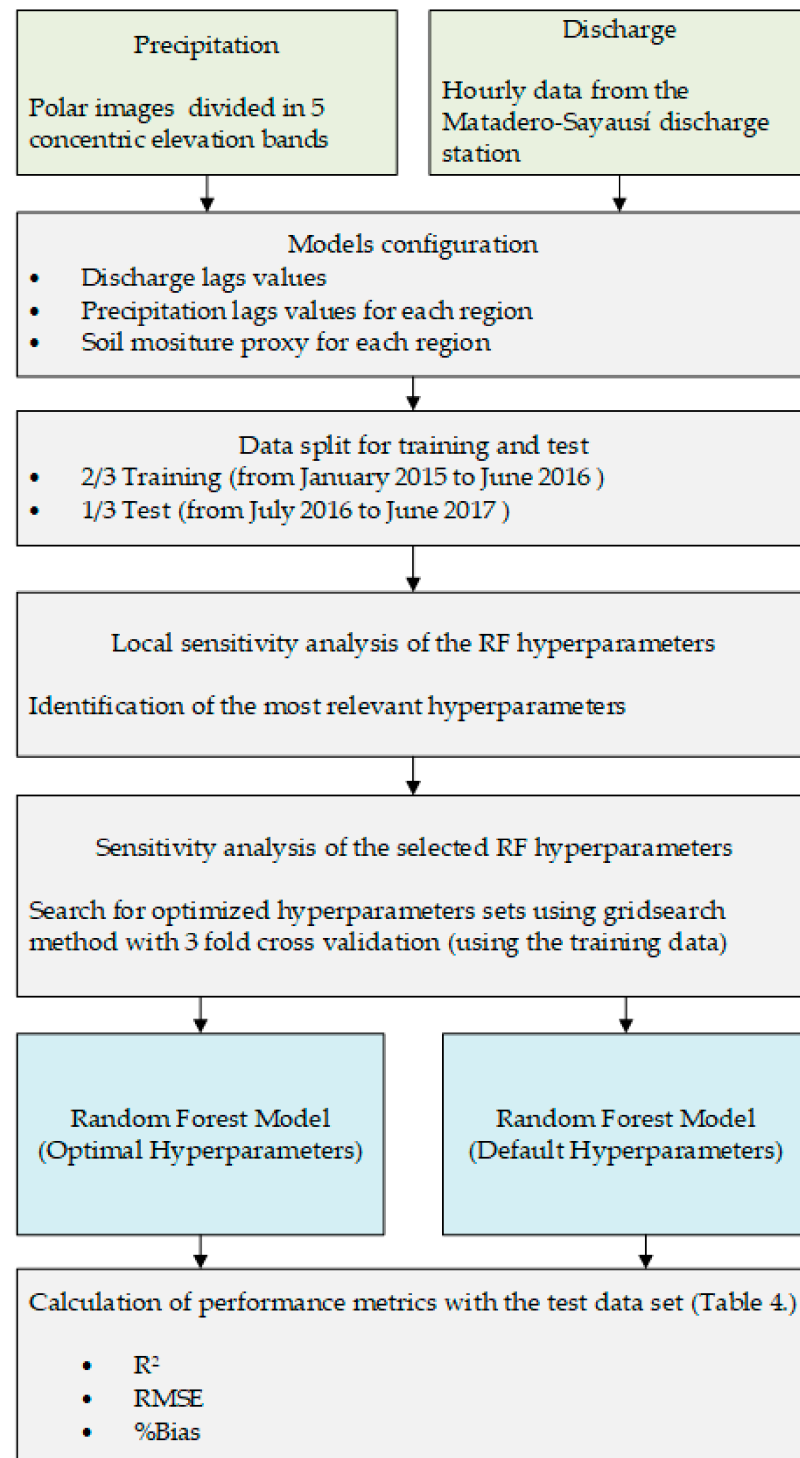 Precipitation
Polar images divided in 5
concentric elevation bands
Discharge
Hourly data from the
Matadero-Sayausí discharge
station
Models configuration
• Discharge lags values
• Precipitation lags values for each region
• Soil mositure proxy for each region
Data split for training and test
• 2/3 Training (from January 2015 to June 2016 )
• 1/3 Test (from July 2016 to June 2017 )
Local sensitivity analysis of the RF hyperparameters
Identification of the most relevant hyperparameters
Sensitivity analysis of the selected RF hyperparameters
Search for optimized hyperparameters sets using gridsearch
method with 3 fold cross validation (using the training data)
Random Forest Model
(Optimal Hyperparameters)
Random Forest Model
(Default Hyperparameters)
Calculation of performance metrics with the test data set (Table 4.)
• R²
• RMSE
• %Bias